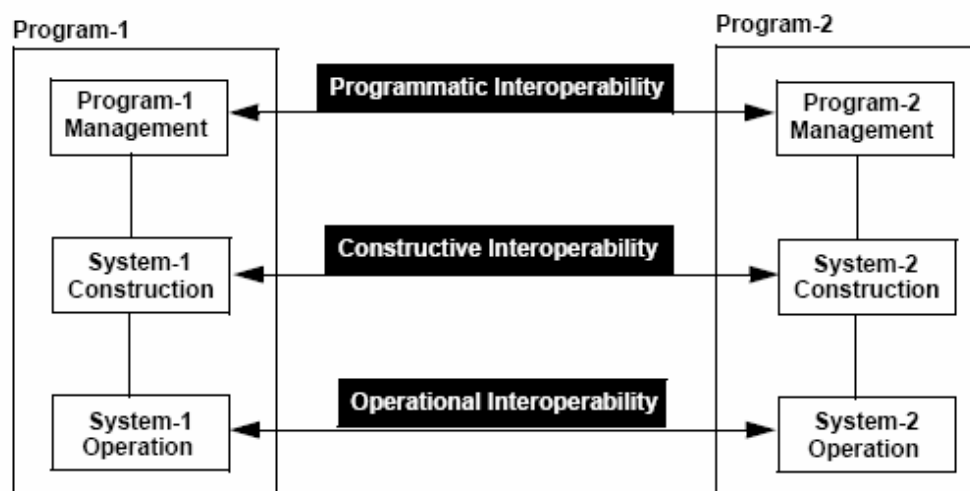 Program-1
Program-2
Programmatic Interoperability
Program-1
Management
Program-2
Management
Constructive Interoperability
System-1
Construction
System-2
Construction
Operational Interoperability
System-1
Operation
System-2
Operation